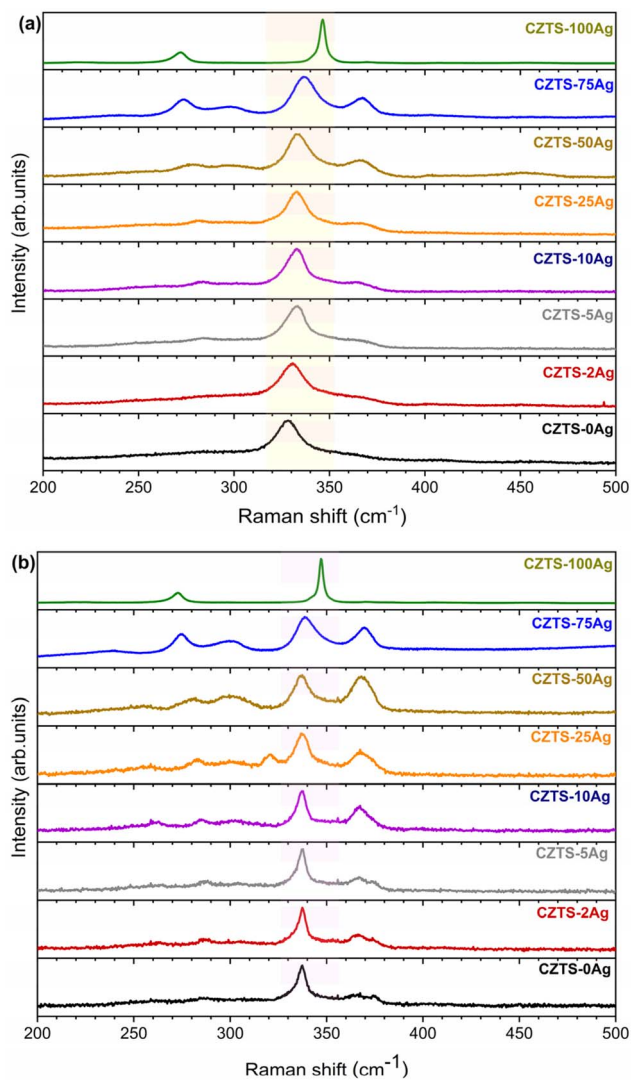 (a)
CZTS-100Ag
CZTS-75Ag
CZTS-50Ag
CZTS-25Ag
CZTS-10Ag
CZTS-5Ag
CZTS-2Ag
CZTS-0Ag
Intensity (arb.units)
200 250 300 350 400 450 500
Raman shift (cm⁻¹)
(b)
CZTS-100Ag
CZTS-75Ag
CZTS-50Ag
CZTS-25Ag
CZTS-10Ag
CZTS-5Ag
CZTS-2Ag
CZTS-0Ag
Intensity (arb.units)
200 250 300 350 400 450 500
Raman shift (cm⁻¹)